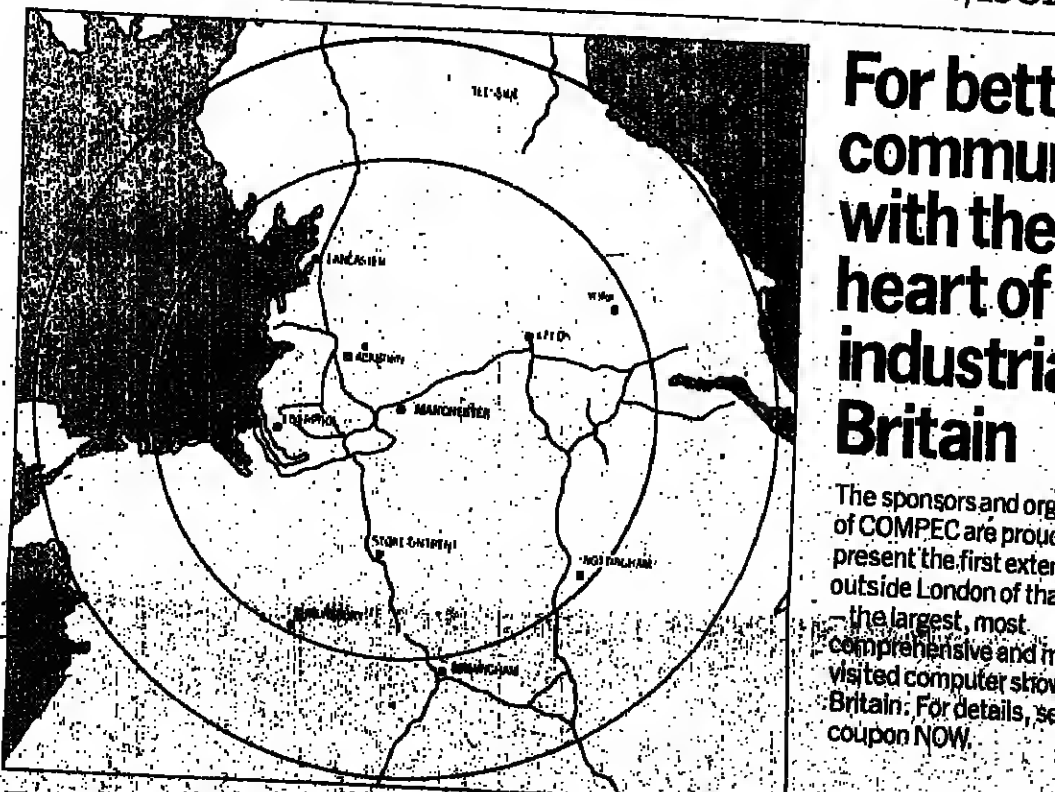 LANCASTER
MANCHESTER
NOTTINGHAM
BIRMINGHAM
For bett
commun
with the
heart of
industria
Britain
The sponsors and org
of COMPEC are proud
present the first exten
outside London of tha
– the largest, most
comprehensive and m
visited computer show
Britain. For details, se
coupon NOW.